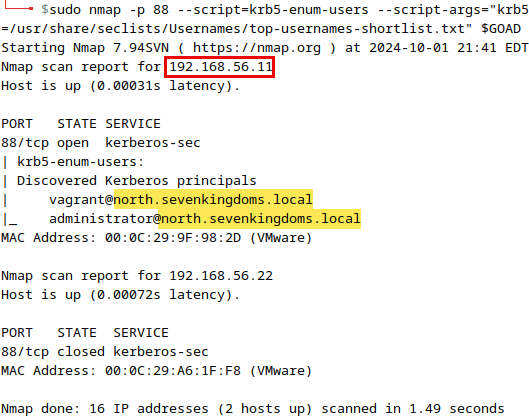 $sudo nmap -p 88 --script=krb5-enum-users --script-args="krb5
=/usr/share/seclists/Usernames/top-usernames-shortlist.txt" $GOAD
Starting Nmap 7.94SVN ( https://nmap.org ) at 2024-10-01 21:41 EDT
Nmap scan report for 192.168.56.11
Host is up (0.00031s latency).
PORT   STATE SERVICE
88/tcp open  kerberos-sec
| krb5-enum-users:
| Discovered Kerberos principals
|     vagrant@north.sevenkingdoms.local
|_    administrator@north.sevenkingdoms.local
MAC Address: 00:0C:29:9F:98:2D (VMware)
Nmap scan report for 192.168.56.22
Host is up (0.00072s latency).
PORT   STATE  SERVICE
88/tcp closed kerberos-sec
MAC Address: 00:0C:29:A6:1F:F8 (VMware)
Nmap done: 16 IP addresses (2 hosts up) scanned in 1.49 seconds